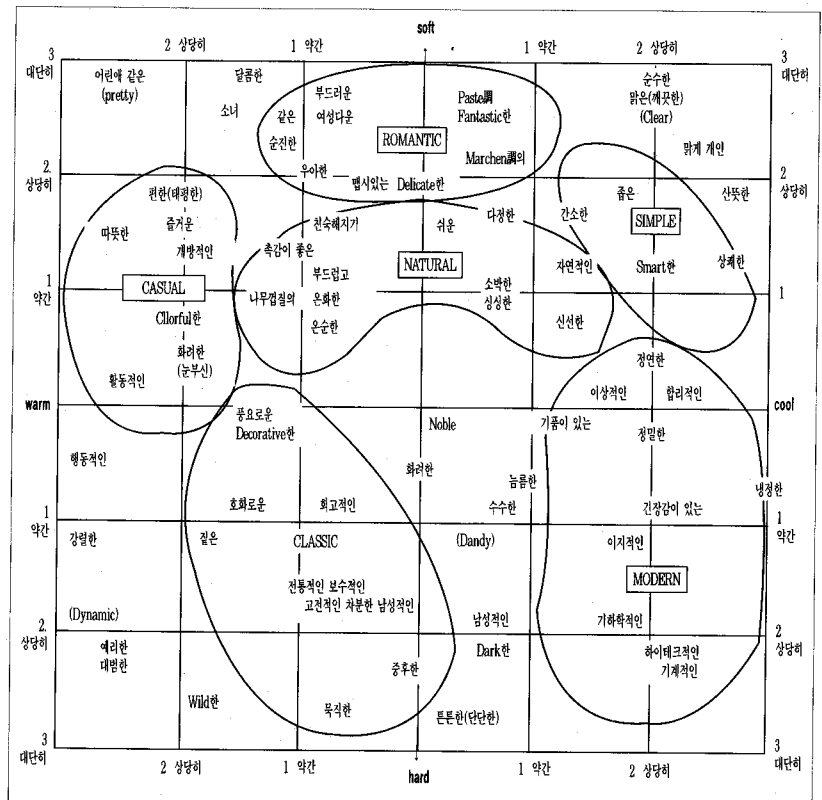 soft
2 상당히
1 약간
1 약간
2 상당히
3
대단히
3
대단히
어린애 같은
(pretty)
달콤한
소녀
같은
순진한
부드러운
여성다운
우아한
ROMANTIC
Paste調
Fantastic한
Marchen調의
맵시있는 Delicate한
순수한
맑은(깨끗한)
(Clear)
맑게 개인
2
상당히
2
상당히
편한(태평한)
따뜻한
즐거운
개방적인
친숙해지기
쉬운
다정한
촉감이 좋은
NATURAL
부드럽고
온화한
온순한
나무껍질의
자연적인
소박한
싱싱한
신선한
간소한
좁은
산뜻한
SIMPLE
Smart한
상쾌한
1
약간
1
CASUAL
Cllorful한
화려한
(눈부신)
활동적인
정연한
이상적인
합리적인
warm
cool
풍요로운
Decorative한
Noble
기품이 있는
정밀한
행동적인
화려한
늠름한
냉정한
호화로운
회고적인
수수한
긴장감이 있는
1
약간
1
약간
강렬한
짙은
CLASSIC
(Dandy)
이지적인
MODERN
전통적인 보수적인
고전적인 차분한 남성적인
(Dynamic)
남성적인
기하학적인
2
상당히
2
상당히
예리한
대범한
Dark한
하이테크적인
기계적인
중후한
Wild한
묵직한
튼튼한(단단한)
3
대단히
3
대단히
2 상당히
1 약간
hard
1 약간
2 상당히